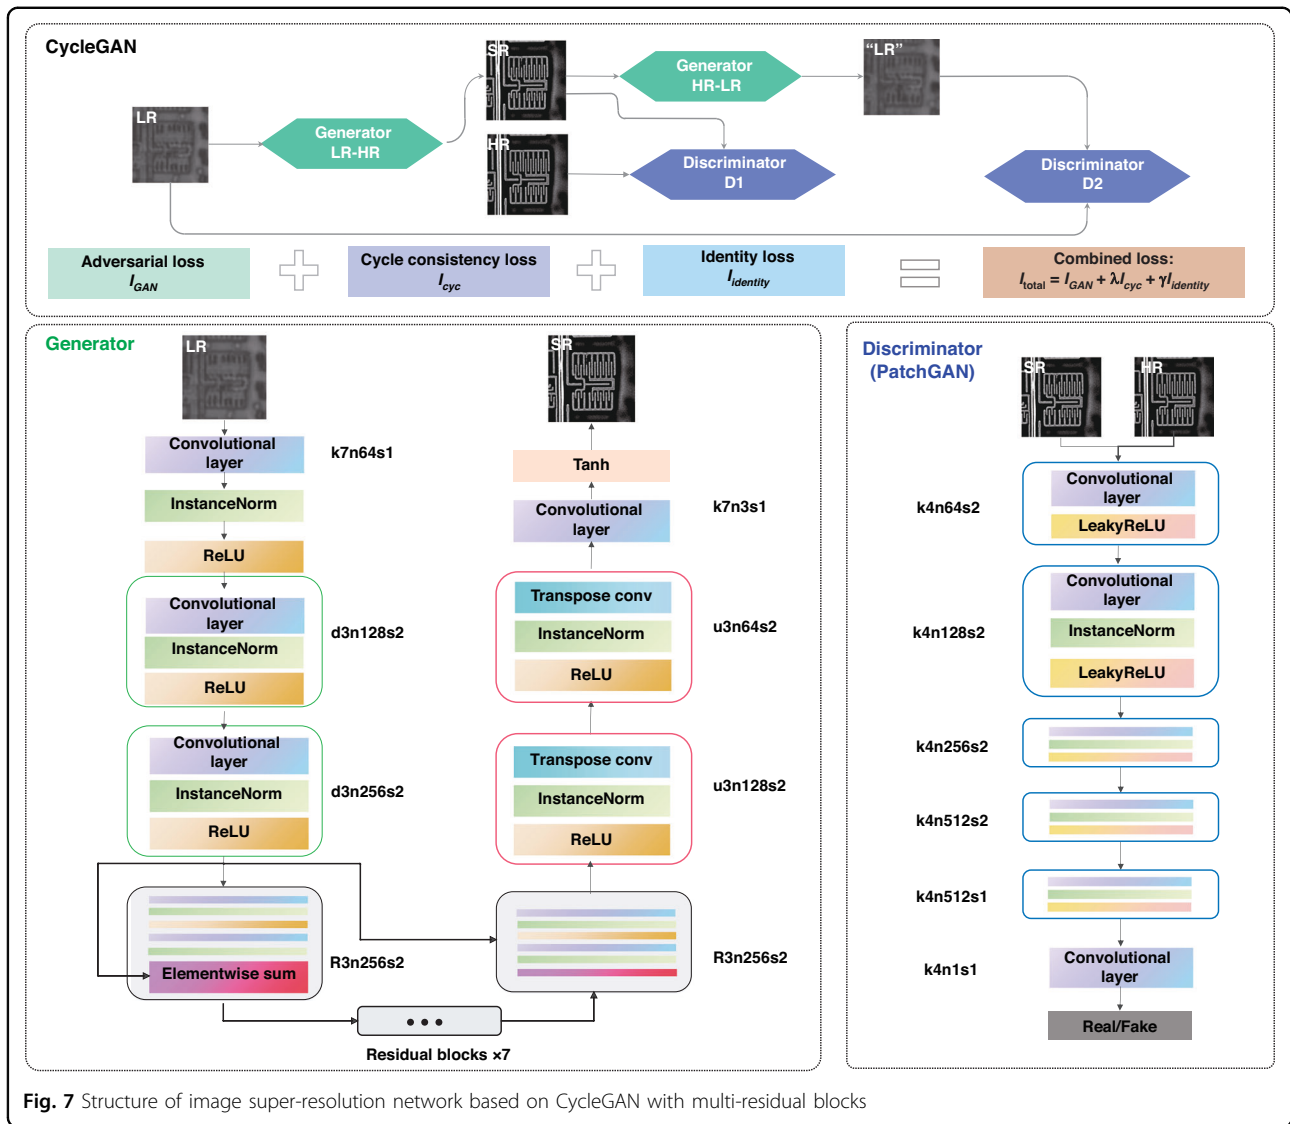 CycleGAN
LR
Generator
LR-HR
SR
HR
Generator
HR-LR
"LR"
Discriminator
D1
Discriminator
D2
Adversarial loss
l_GAN
Cycle consistency loss
l_cyc
Identity loss
l_identity
Combined loss:
l_total = l_GAN + λl_cyc + γl_identity
Generator
LR
Convolutional
layer
k7n64s1
InstanceNorm
ReLU
Convolutional
layer
InstanceNorm
ReLU
d3n128s2
Convolutional
layer
InstanceNorm
ReLU
d3n256s2
Elementwise sum
R3n256s2
Residual blocks ×7
SR
Tanh
Convolutional
layer
k7n3s1
Transpose conv
InstanceNorm
ReLU
u3n64s2
Transpose conv
InstanceNorm
ReLU
u3n128s2
R3n256s2
Discriminator
(PatchGAN)
SR
HR
k4n64s2
Convolutional
layer
LeakyReLU
k4n128s2
Convolutional
layer
InstanceNorm
LeakyReLU
k4n256s2
k4n512s2
k4n512s1
k4n1s1
Convolutional
layer
Real/Fake
Fig. 7 Structure of image super-resolution network based on CycleGAN with multi-residual blocks